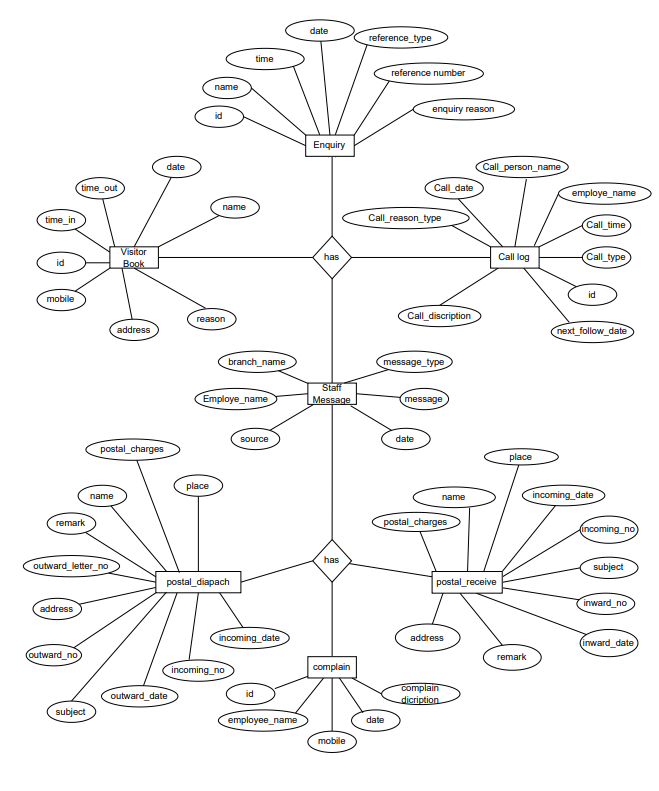 date
reference_type
time
reference number
name
enquiry reason
id
Enquiry
date
Call_person_name
time_out
Call_date
employe_name
name
time_in
Call_reason_type
Call_time
Visitor
Book
has
Call log
Call_type
id
id
mobile
reason
Call_discription
address
next_follow_date
branch_name
message_type
Staff
Message
Employe_name
message
source
date
postal_charges
place
place
name
name
incoming_date
remark
postal_charges
incoming_no
outward_letter_no
has
subject
postal_diapach
postal_receive
address
inward_no
incoming_date
address
inward_date
outward_no
remark
incoming_no
complain
id
complain
dicription
outward_date
subject
employee_name
date
mobile